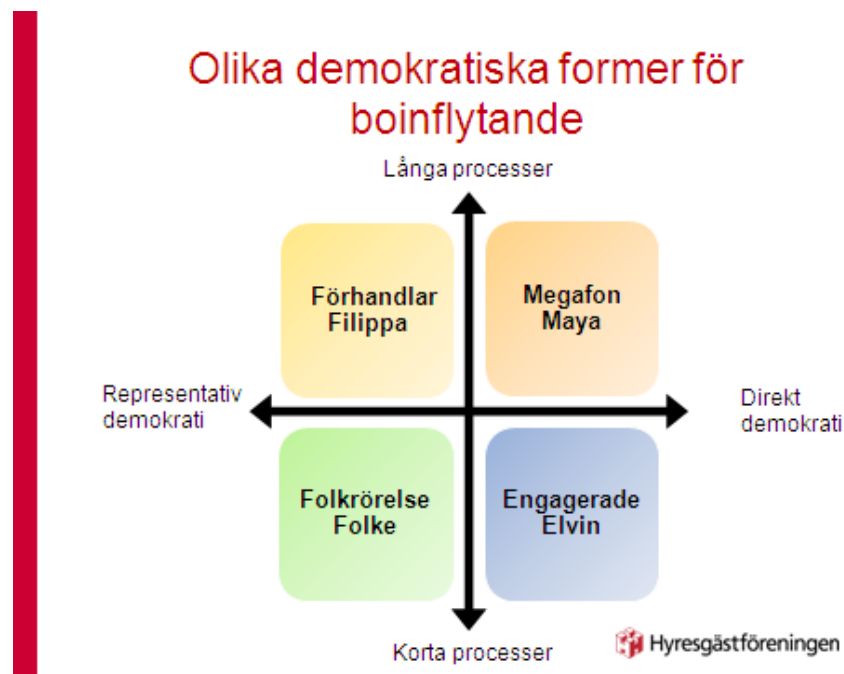 Olika demokratiska former för
boinflytande
Långa processer
Förhandlar
Filippa
Megafon
Maya
Representativ
demokrati
Direkt
demokrati
Folkrörelse
Folke
Engagerade
Elvin
Korta processer
Hyresgästföreningen